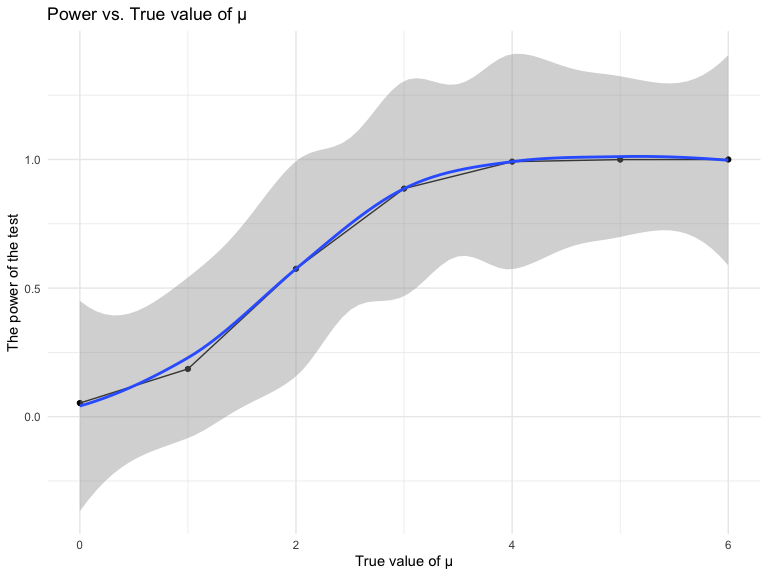 Power vs. True value of μ
The power of the test
1.0
0.5
0.0
0 2 4 6
True value of μ